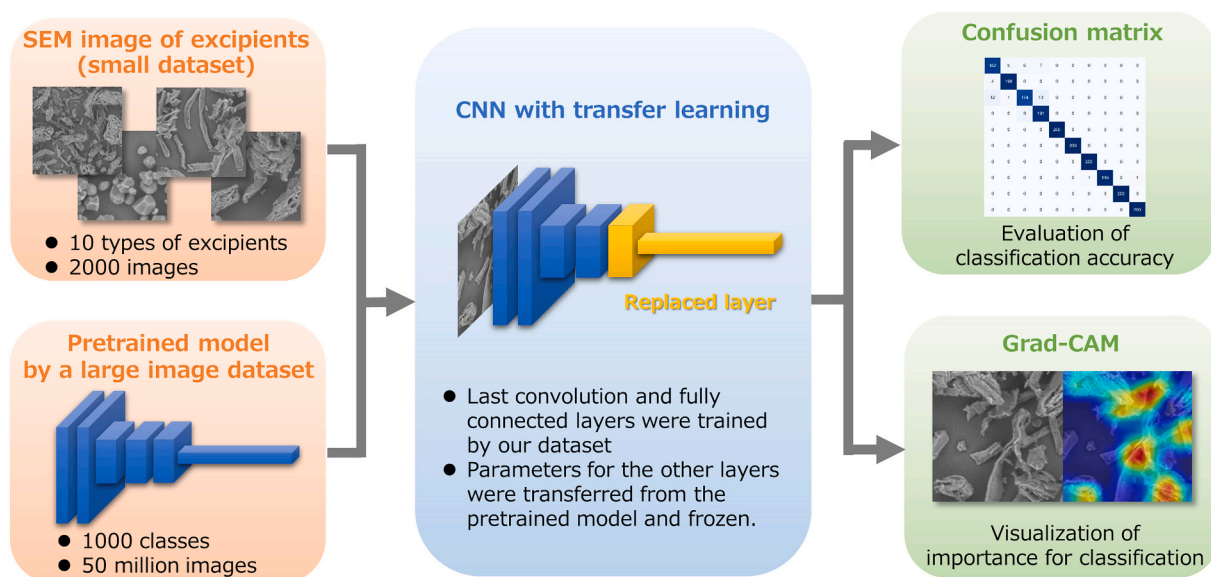 SEM image of excipients
(small dataset)
● 10 types of excipients
● 2000 images
Pretrained model
by a large image dataset
● 1000 classes
● 50 million images
CNN with transfer learning
Replaced layer
● Last convolution and fully
connected layers were trained
by our dataset
● Parameters for the other layers
were transferred from the
pretrained model and frozen.
Confusion matrix
Evaluation of
classification accuracy
Grad-CAM
Visualization of
importance for classification